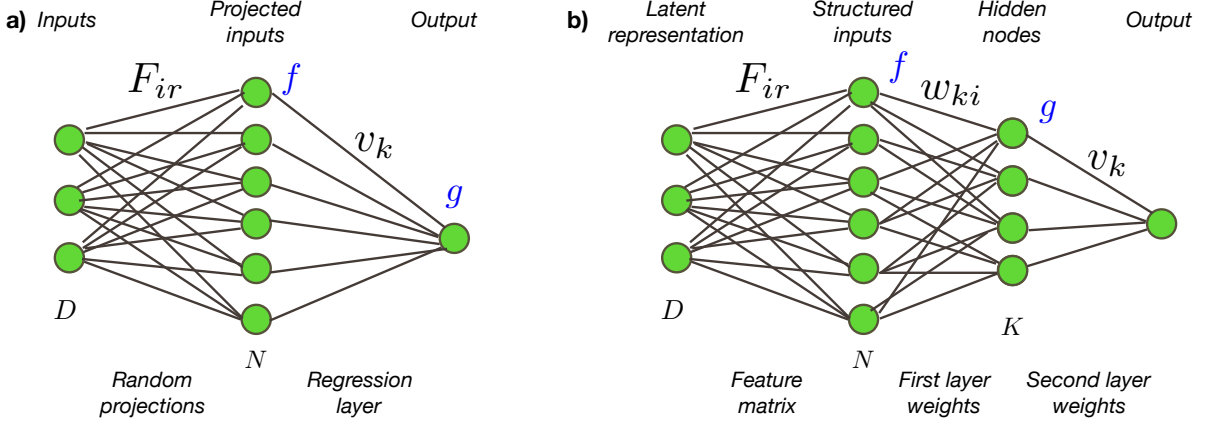 a)
Inputs
Projected
inputs
Output
F_{ir}
f
v_k
g
D
N
Random
projections
Regression
layer
b)
Latent
representation
Structured
inputs
Hidden
nodes
Output
F_{ir}
f
w_{ki}
g
v_k
D
N
K
Feature
matrix
First layer
weights
Second layer
weights